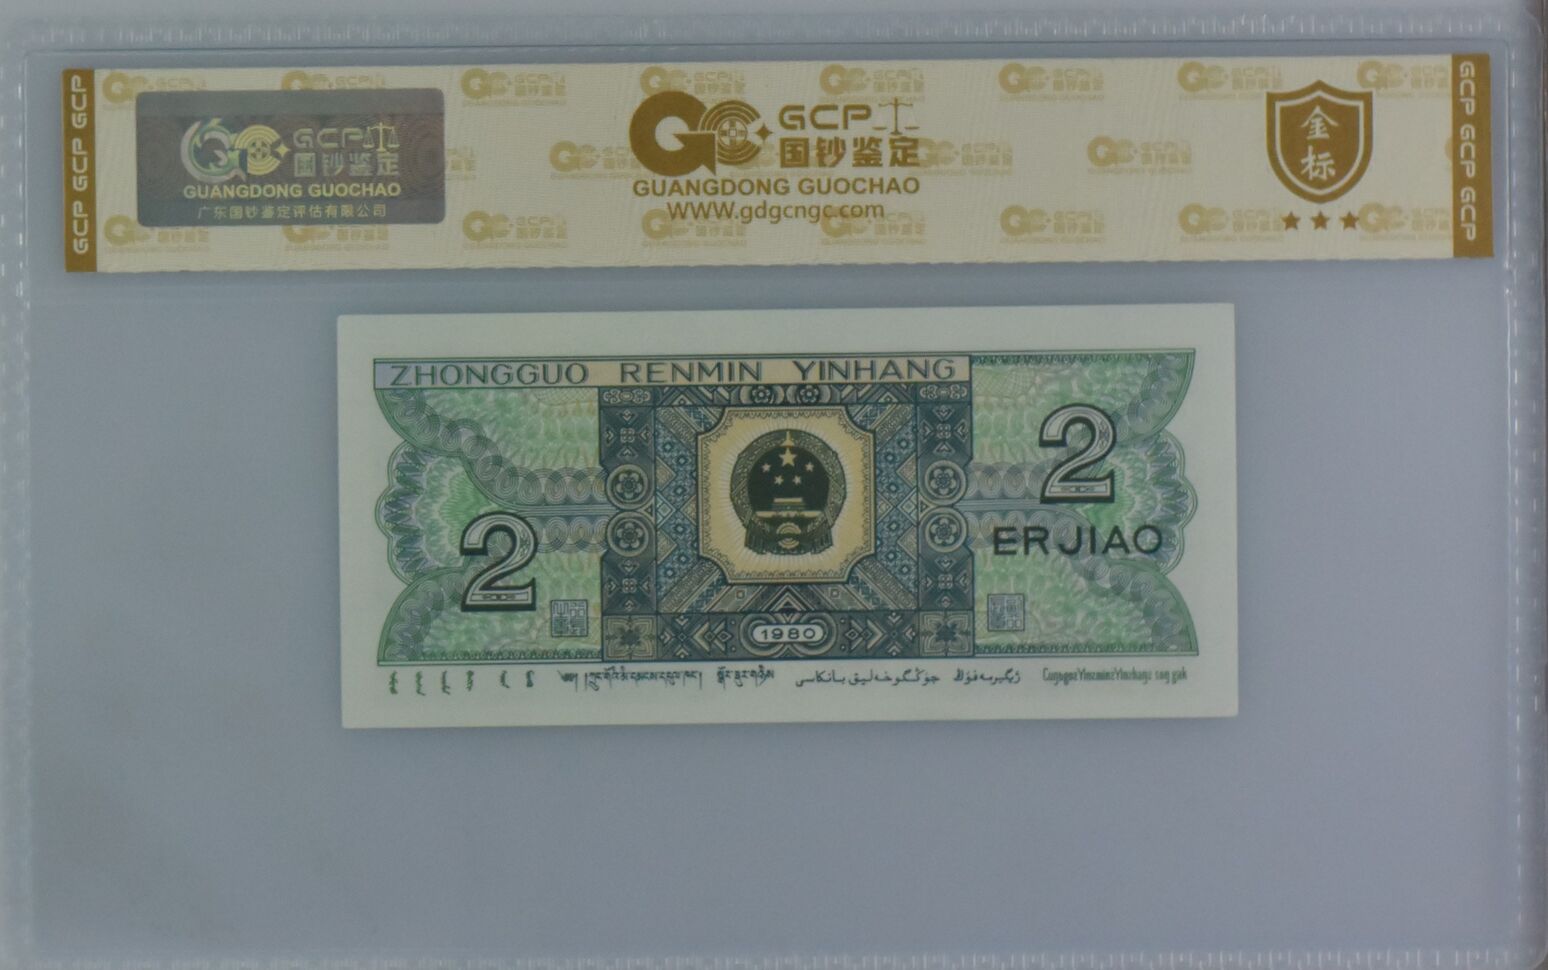 GCP GCP GCP
GCP
国钞鉴定
GUANGDONG GUOCHAO
广东国钞鉴定评估有限公司
GCP
国钞鉴定
GUANGDONG GUOCHAO
WWW.gdgcngc.com
金
标
GCP GCP GCP
ZHONGGUO RENMIN YINHANG
2
2
ERJIAO
1980